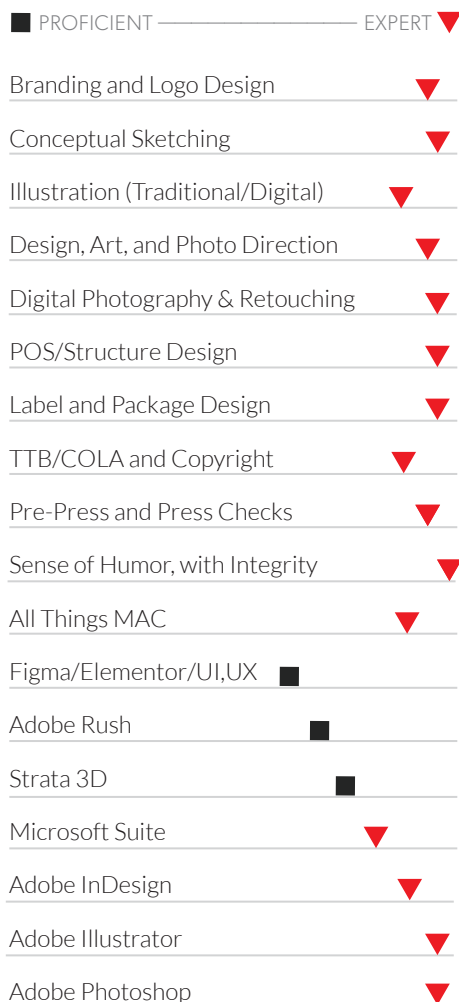 PROFICIENT EXPERT
Branding and Logo Design
Conceptual Sketching
Illustration (Traditional/Digital)
Design, Art, and Photo Direction
Digital Photography & Retouching
POS/Structure Design
Label and Package Design
TTB/COLA and Copyright
Pre-Press and Press Checks
Sense of Humor, with Integrity
All Things MAC
Figma/Elementor/UI,UX
Adobe Rush
Strata 3D
Microsoft Suite
Adobe InDesign
Adobe Illustrator
Adobe Photoshop